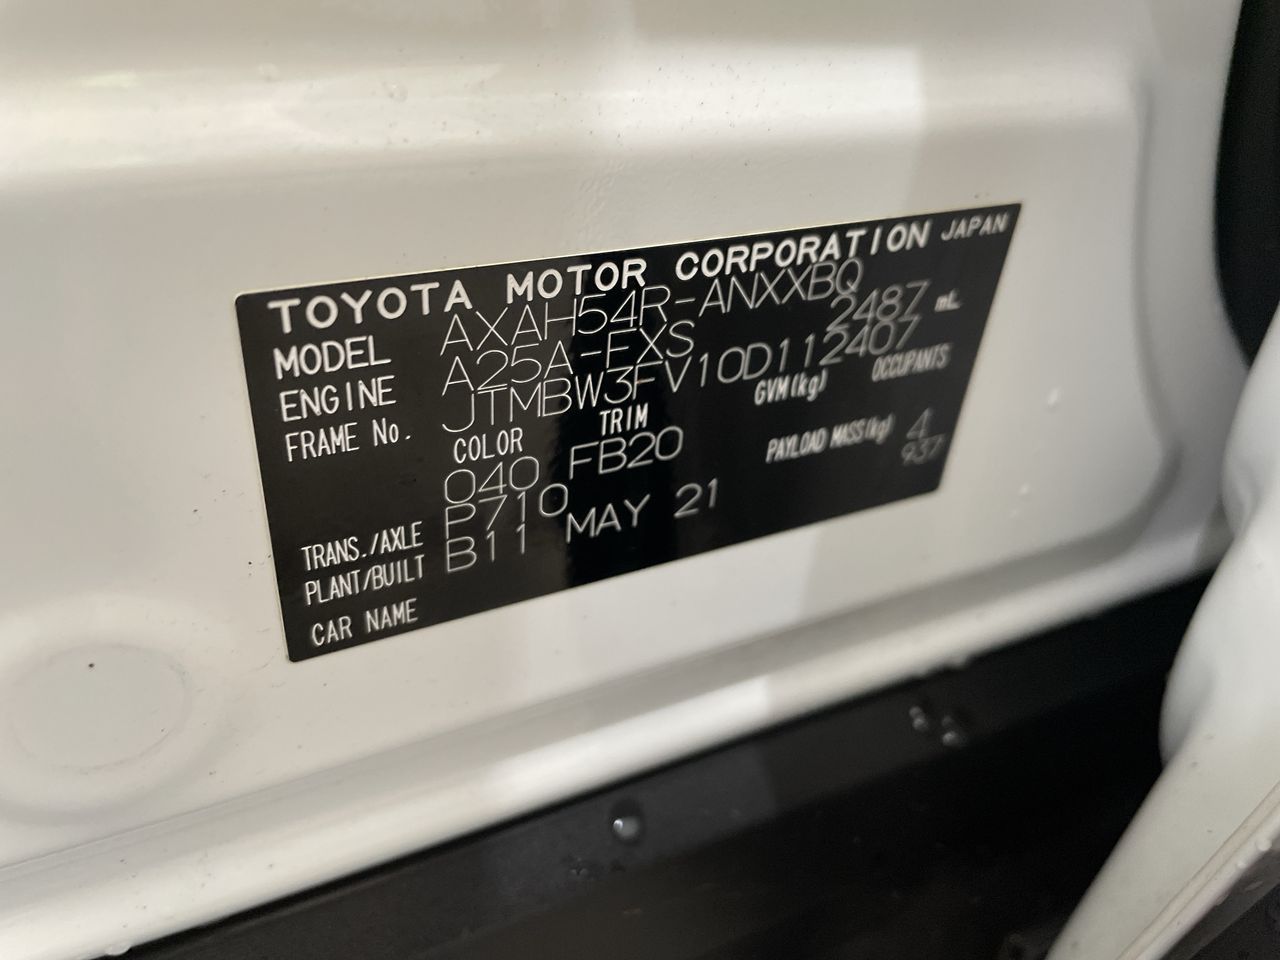 TOYOTA MOTOR CORPORATION JAPAN
MODEL AXAH54R-ANXXBQ
ENGINE A25A-FXS 2487 mL
FRAME No. JTMBW3FV10D112407
COLOR TRIM GVM(kg) OCCUPANTS
040 FB20 4
TRANS./AXLE P710 PAYLOAD MASS(kg) 937
PLANT/BUILT B11 MAY 21
CAR NAME